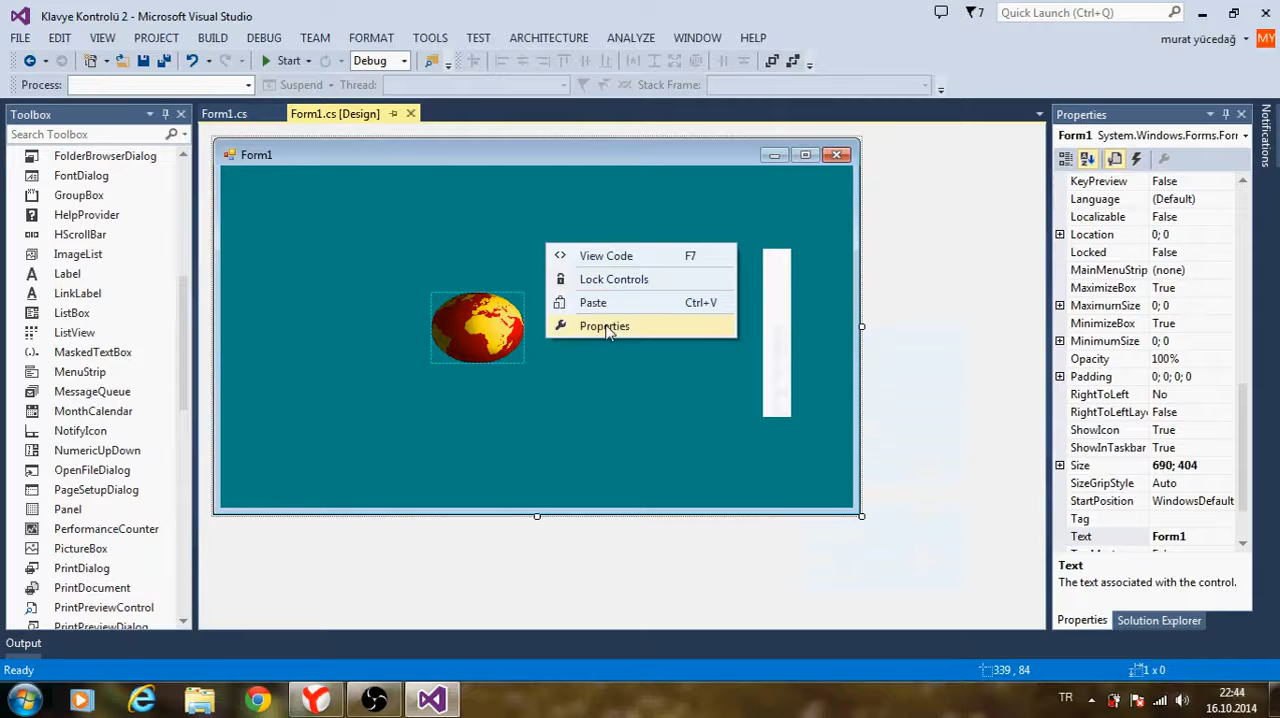 Klavye Kontrolü 2 - Microsoft Visual Studio
7
Quick Launch (Ctrl+Q)
FILE EDIT VIEW PROJECT BUILD DEBUG TEAM FORMAT TOOLS TEST ARCHITECTURE ANALYZE WINDOW HELP
murat yücedağ MY
Start Debug
Process: Suspend Thread: Stack Frame:
Toolbox
Search Toolbox
FolderBrowserDialog
FontDialog
GroupBox
HelpProvider
HScrollBar
ImageList
Label
LinkLabel
ListBox
ListView
MaskedTextBox
MenuStrip
MessageQueue
MonthCalendar
NotifyIcon
NumericUpDown
OpenFileDialog
PageSetupDialog
Panel
PerformanceCounter
PictureBox
PrintDialog
PrintDocument
PrintPreviewControl
PrintPreviewDialog
Form1.cs Form1.cs [Design]
Form1
View Code F7
Lock Controls
Paste Ctrl+V
Properties
Properties
Form1 System.Windows.Forms.Forr
KeyPreview False
Language (Default)
Localizable False
Location 0; 0
Locked False
MainMenuStrip (none)
MaximizeBox True
MaximumSize 0; 0
MinimizeBox True
MinimumSize 0; 0
Opacity 100%
Padding 0; 0; 0; 0
RightToLeft No
RightToLeftLay False
ShowIcon True
ShowInTaskbar True
Size 690; 404
SizeGripStyle Auto
StartPosition WindowsDefault
Tag
Text Form1
Text
The text associated with the control.
Properties Solution Explorer
Notifications
Output
Ready 339 , 84 1 x 0
TR 22:44
16.10.2014